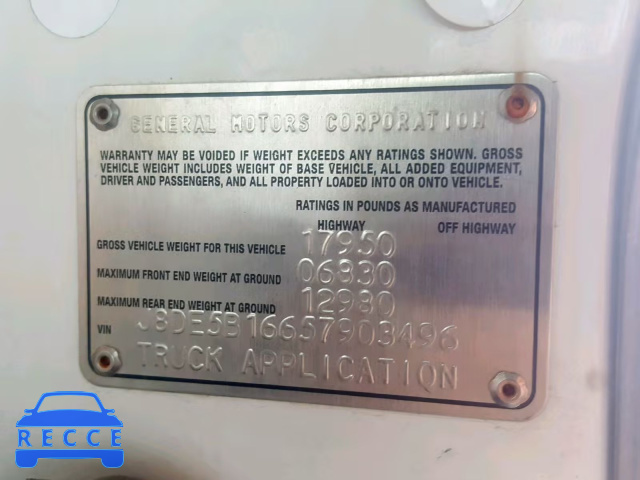 GENERAL MOTORS CORPORATION
WARRANTY MAY BE VOIDED IF WEIGHT EXCEEDS ANY RATINGS SHOWN. GROSS
VEHICLE WEIGHT INCLUDES WEIGHT OF BASE VEHICLE, ALL ADDED EQUIPMENT,
DRIVER AND PASSENGERS, AND ALL PROPERTY LOADED INTO OR ONTO VEHICLE.
RATINGS IN POUNDS AS MANUFACTURED
HIGHWAY OFF HIGHWAY
GROSS VEHICLE WEIGHT FOR THIS VEHICLE 17950
MAXIMUM FRONT END WEIGHT AT GROUND 06830
MAXIMUM REAR END WEIGHT AT GROUND 12980
VIN J8DE5B16657903496
TRUCK APPLICATION
RECCE